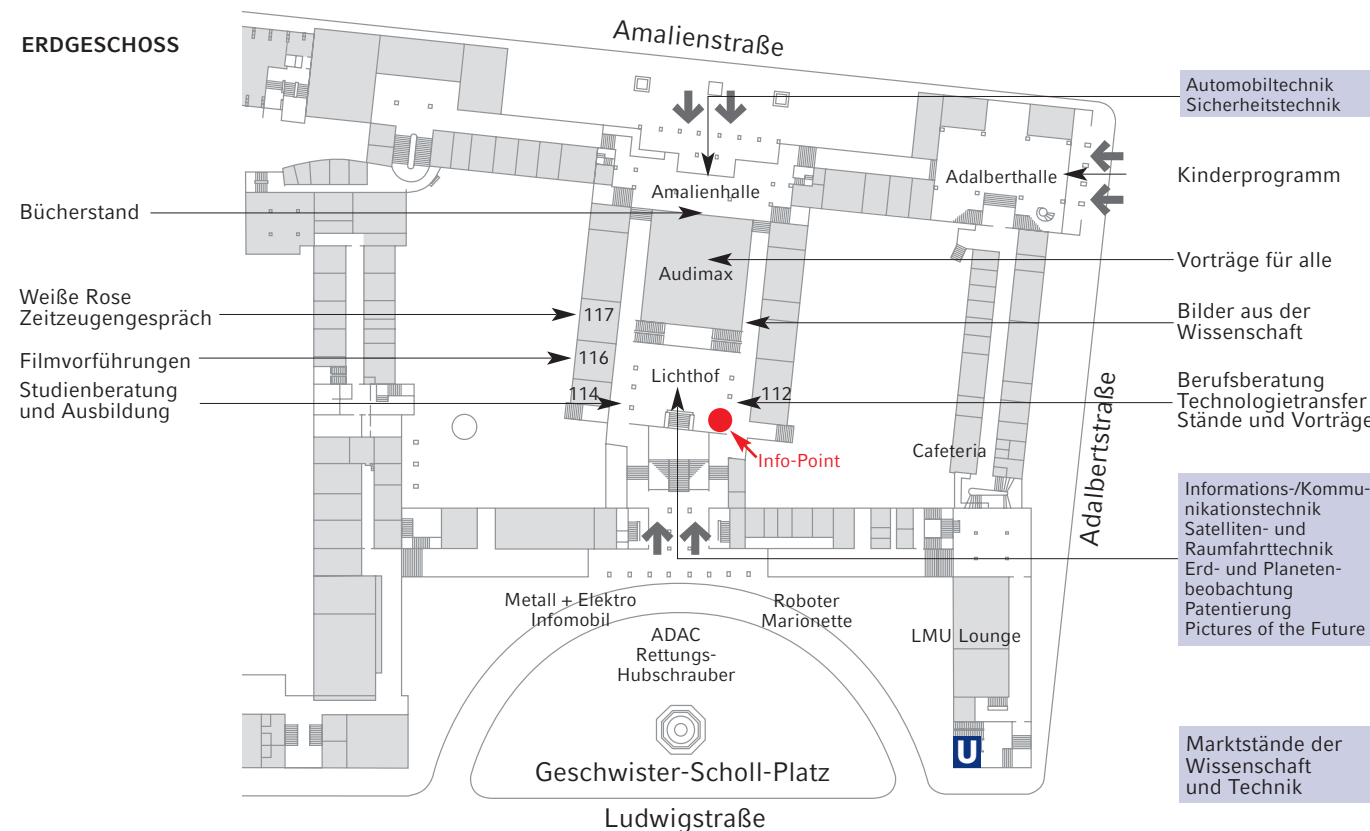 Amalienstraße
ERDGESCHOSS
Automobiltechnik
Sicherheitstechnik
Adalberthalle
Kinderprogramm
Amalienhalle
Bücherstand
Audimax
Vorträge für alle
Weiße Rose
Zeitzeugengespräch
117
Bilder aus der
Wissenschaft
Filmvorführungen
116
Lichthof
Studienberatung
und Ausbildung
114
112
Berufsberatung
Technologietransfer
Stände und Vorträge
Info-Point
Cafeteria
Adalbertstraße
Informations-/Kommu-
nikationstechnik
Satelliten- und
Raumfahrttechnik
Erd- und Planeten-
beobachtung
Patentierung
Pictures of the Future
Metall + Elektro
Infomobil
Roboter
Marionette
ADAC
Rettungs-
Hubschrauber
LMU Lounge
U
Marktstände der
Wissenschaft
und Technik
Geschwister-Scholl-Platz
Ludwigstraße